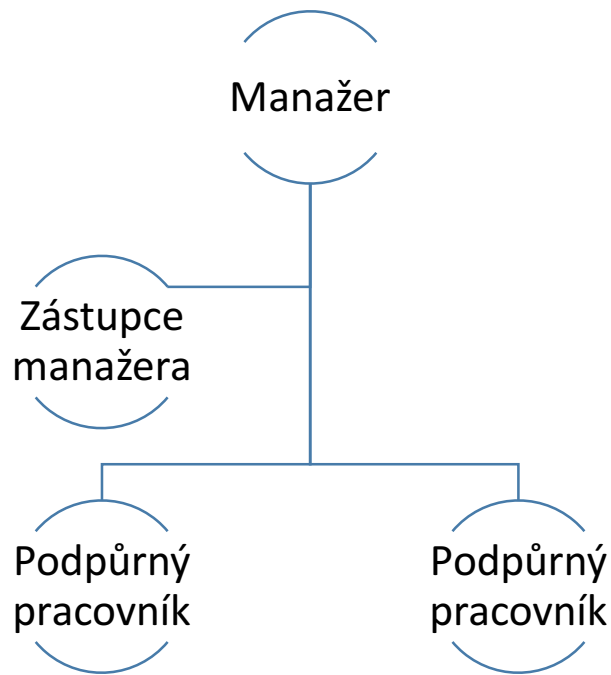 Manažer
Zástupce
manažera
Podpůrný
pracovník
Podpůrný
pracovník